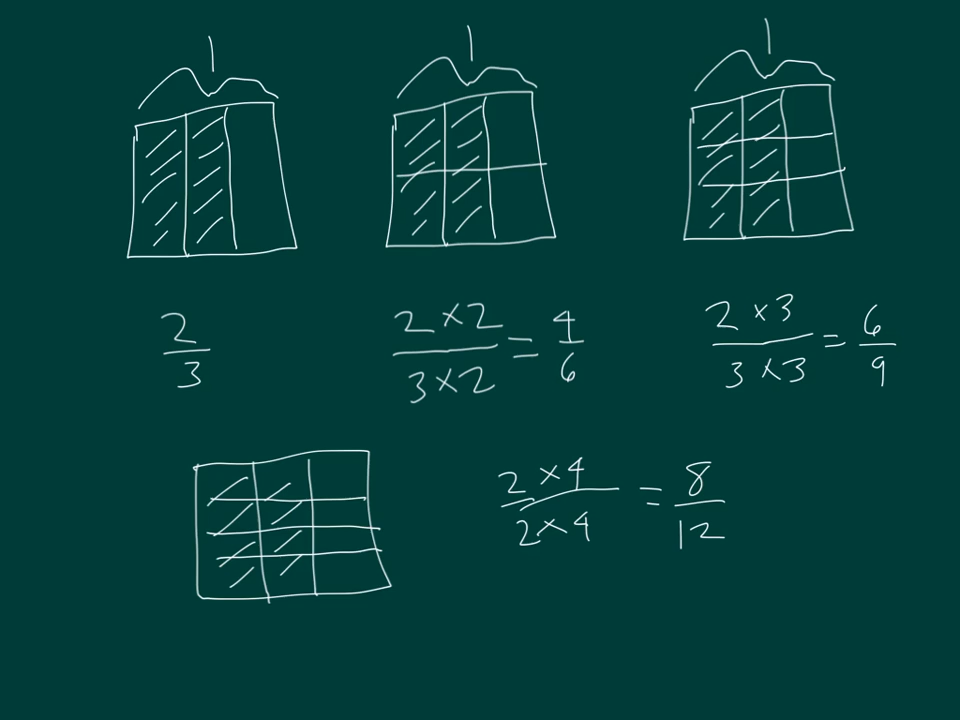 1 1 1
2/3 2×2/3×2 = 4/6 2×3/3×3 = 6/9
2×4/2×4 = 8/12